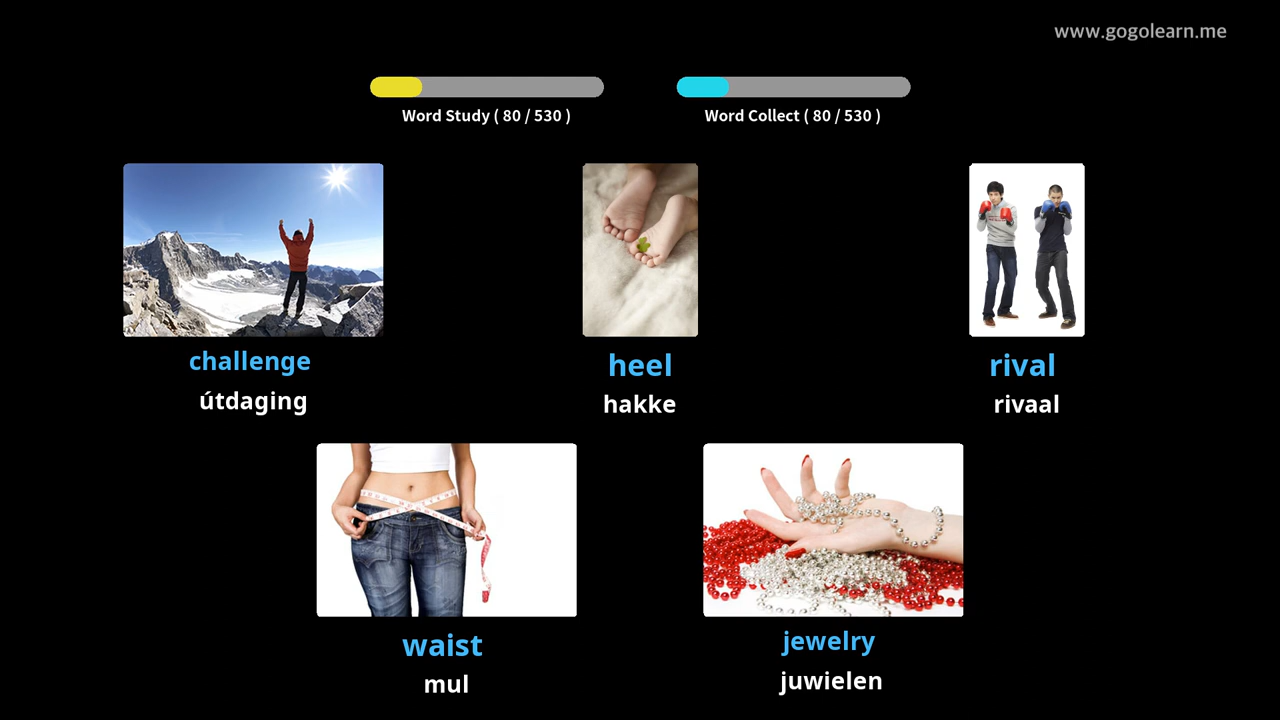 www.gogolearn.me
Word Study ( 80 / 530 )
Word Collect ( 80 / 530 )
challenge
útdaging
heel
hakke
rival
rivaal
waist
mul
jewelry
juwielen